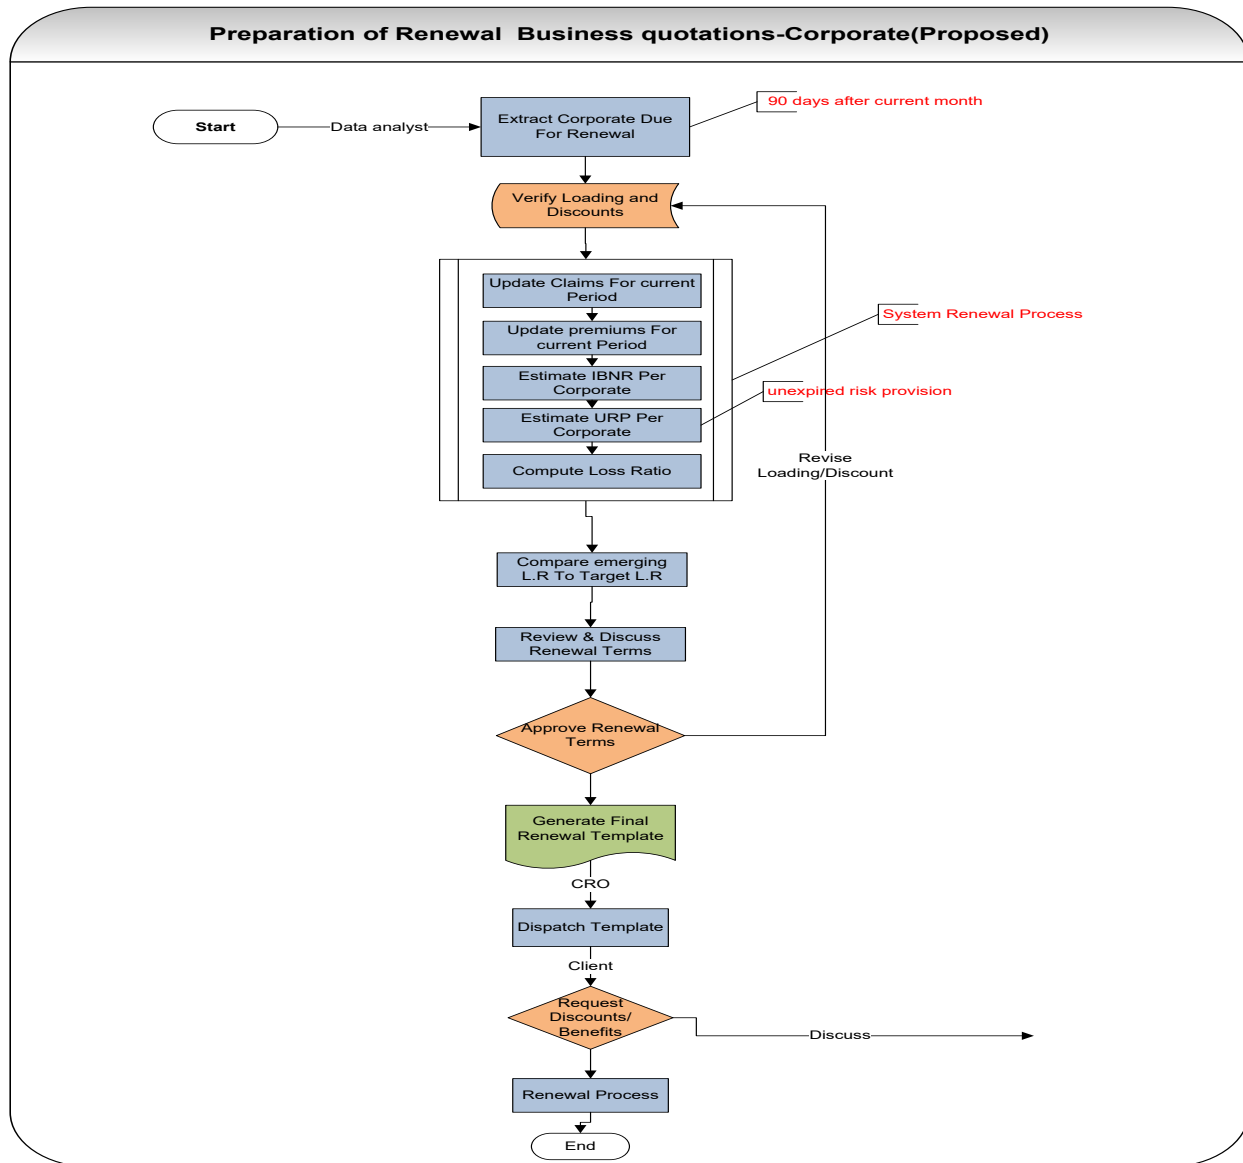 Preparation of Renewal  Business quotations-Corporate(Proposed)
90 days after current month
Start
Data analyst
Extract Corporate Due
For Renewal
Verify Loading and
Discounts
Update Claims For current
Period
Update premiums For
current Period
System Renewal Process
Estimate IBNR Per
Corporate
unexpired risk provision
Estimate URP Per
Corporate
Revise
Loading/Discount
Compute Loss Ratio
Compare emerging
L.R To Target L.R
Review & Discuss
Renewal Terms
Approve Renewal
Terms
Generate Final
Renewal Template
CRO
Dispatch Template
Client
Request
Discounts/
Benefits
Discuss
Renewal Process
End